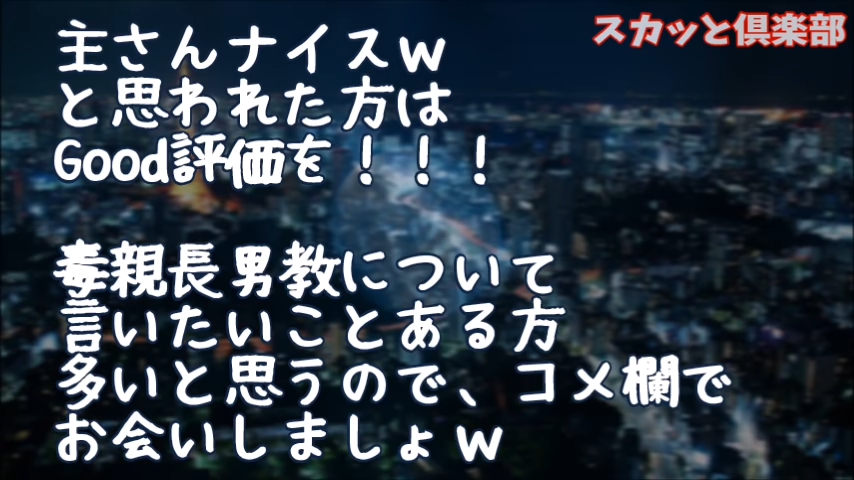 スカッと倶楽部
主さんナイスｗ
と思われた方は
Good評価を！！！
毒親長男教について
言いたいことある方
多いと思うので、コメ欄で
お会いしましょｗ